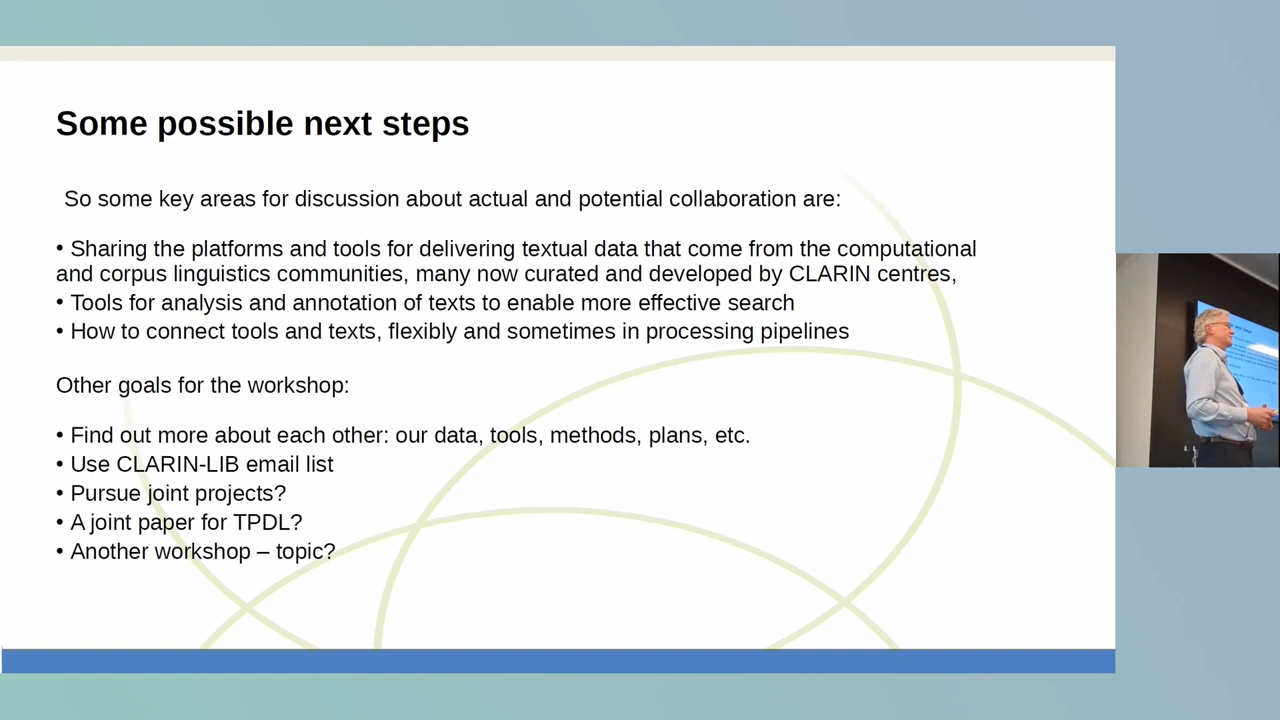 Some possible next steps
So some key areas for discussion about actual and potential collaboration are:
• Sharing the platforms and tools for delivering textual data that come from the computational
and corpus linguistics communities, many now curated and developed by CLARIN centres,
• Tools for analysis and annotation of texts to enable more effective search
• How to connect tools and texts, flexibly and sometimes in processing pipelines
Other goals for the workshop:
• Find out more about each other: our data, tools, methods, plans, etc.
• Use CLARIN-LIB email list
• Pursue joint projects?
• A joint paper for TPDL?
• Another workshop – topic?